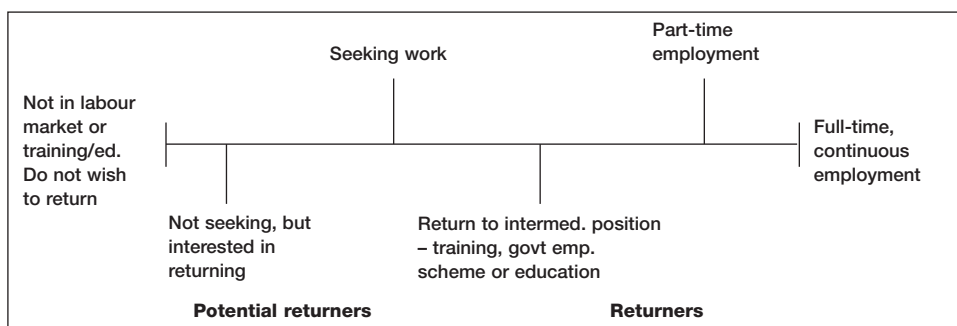 Part-time
employment
Seeking work
Not in labour
market or
training/ed.
Do not wish
to return
Full-time,
continuous
employment
Not seeking, but
interested in
returning
Return to intermed. position
– training, govt emp.
scheme or education
Potential returners
Returners